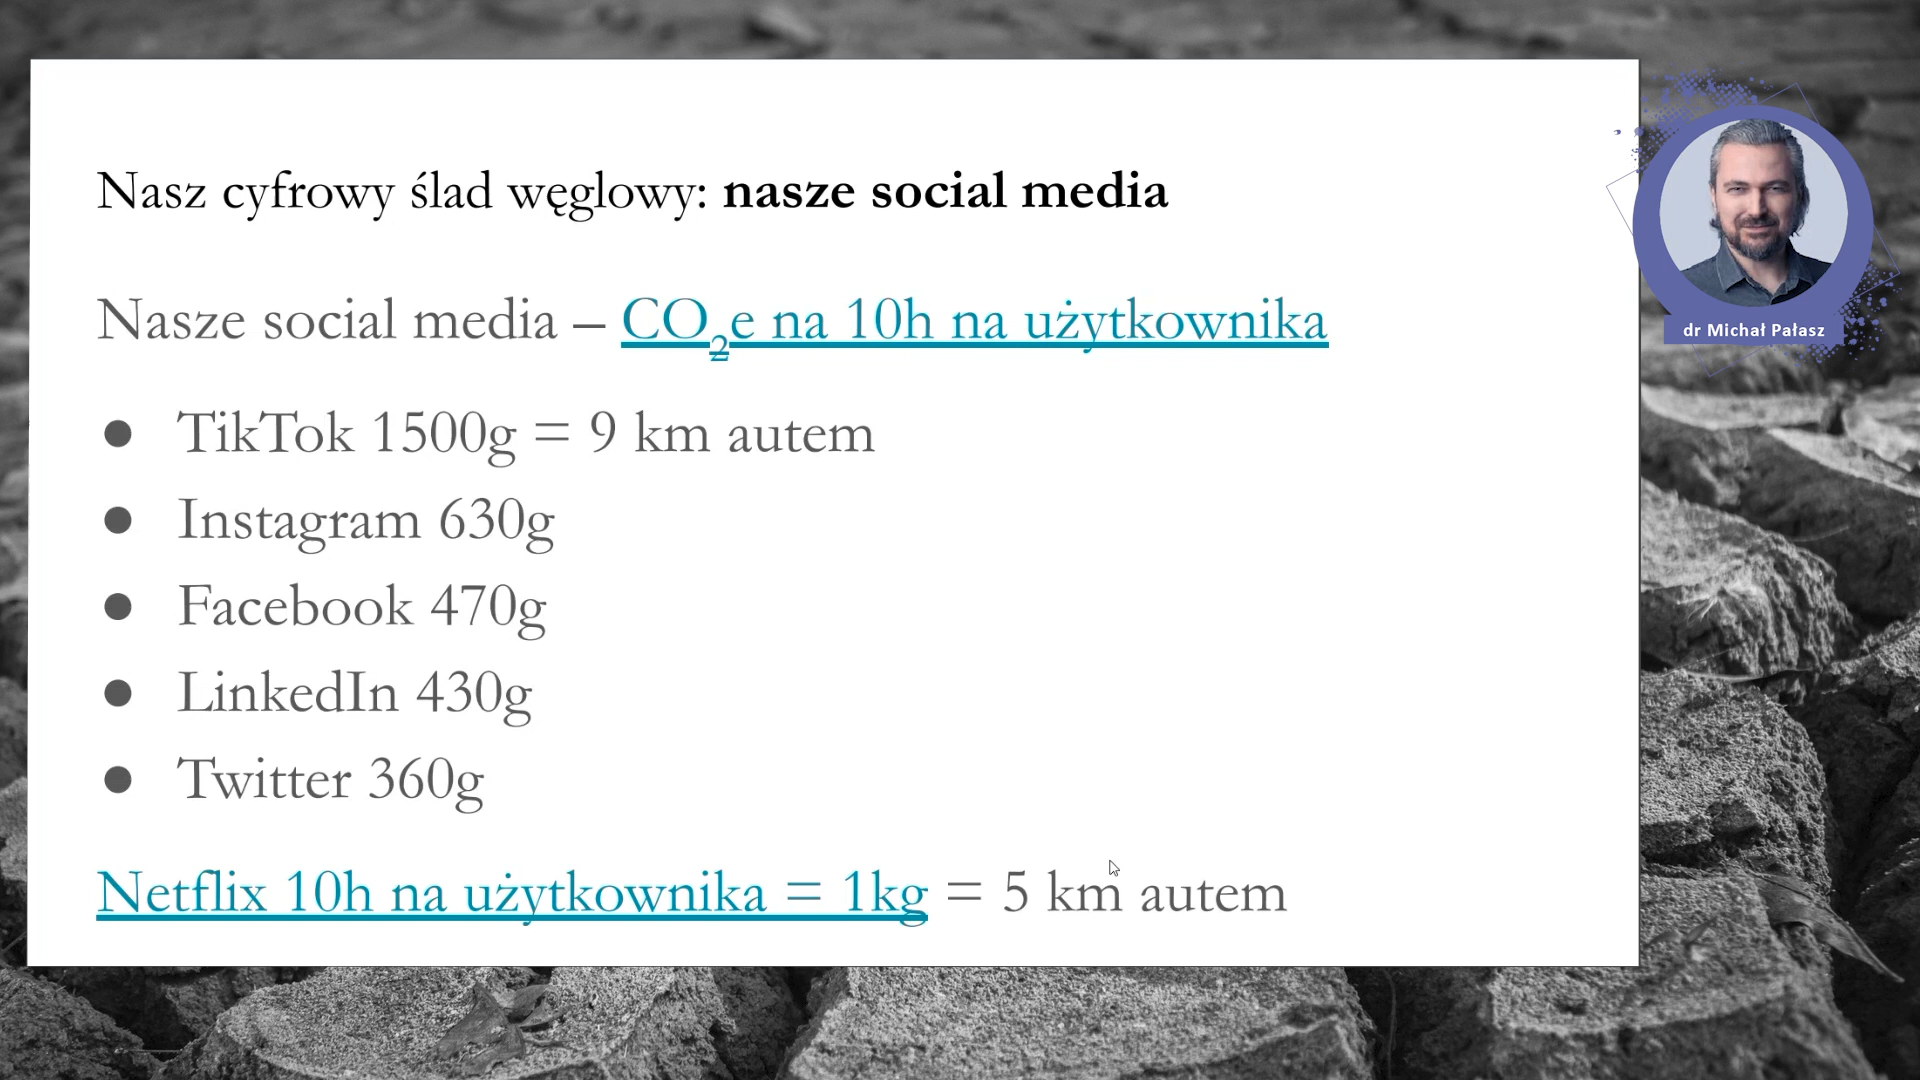 Nasz cyfrowy ślad węglowy: nasze social media
Nasze social media – CO₂e na 10h na użytkownika
● TikTok 1500g = 9 km autem
● Instagram 630g
● Facebook 470g
● LinkedIn 430g
● Twitter 360g
Netflix 10h na użytkownika = 1kg = 5 km autem
dr Michał Pałasz